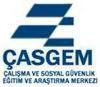 ÇASGEM
ÇALIŞMA VE SOSYAL GÜVENLİK
EĞİTİM VE ARAŞTIRMA MERKEZİ